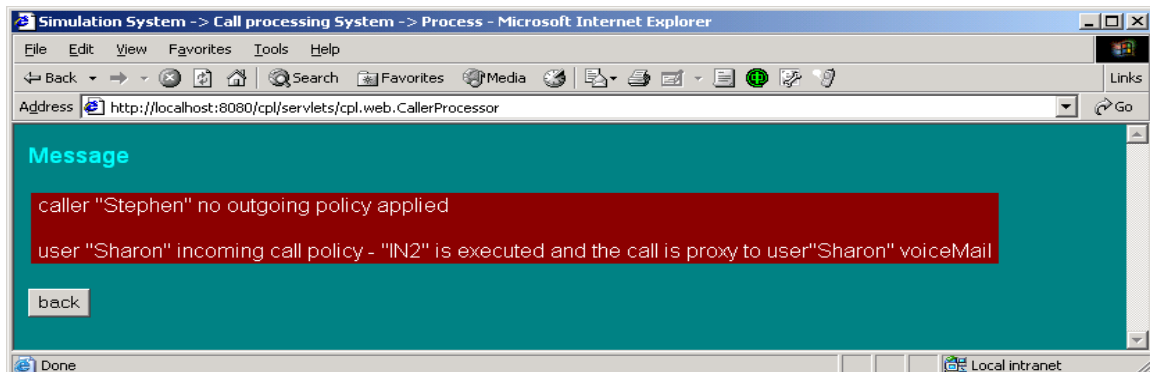 Simulation System -> Call processing System -> Process - Microsoft Internet Explorer
File Edit View Favorites Tools Help
Back Search Favorites Media Links
Address http://localhost:8080/cpl/servlets/cpl.web.CallerProcessor Go
Message
caller "Stephen" no outgoing policy applied
user "Sharon" incoming call policy - "IN2" is executed and the call is proxy to user"Sharon" voiceMail
back
Done Local intranet